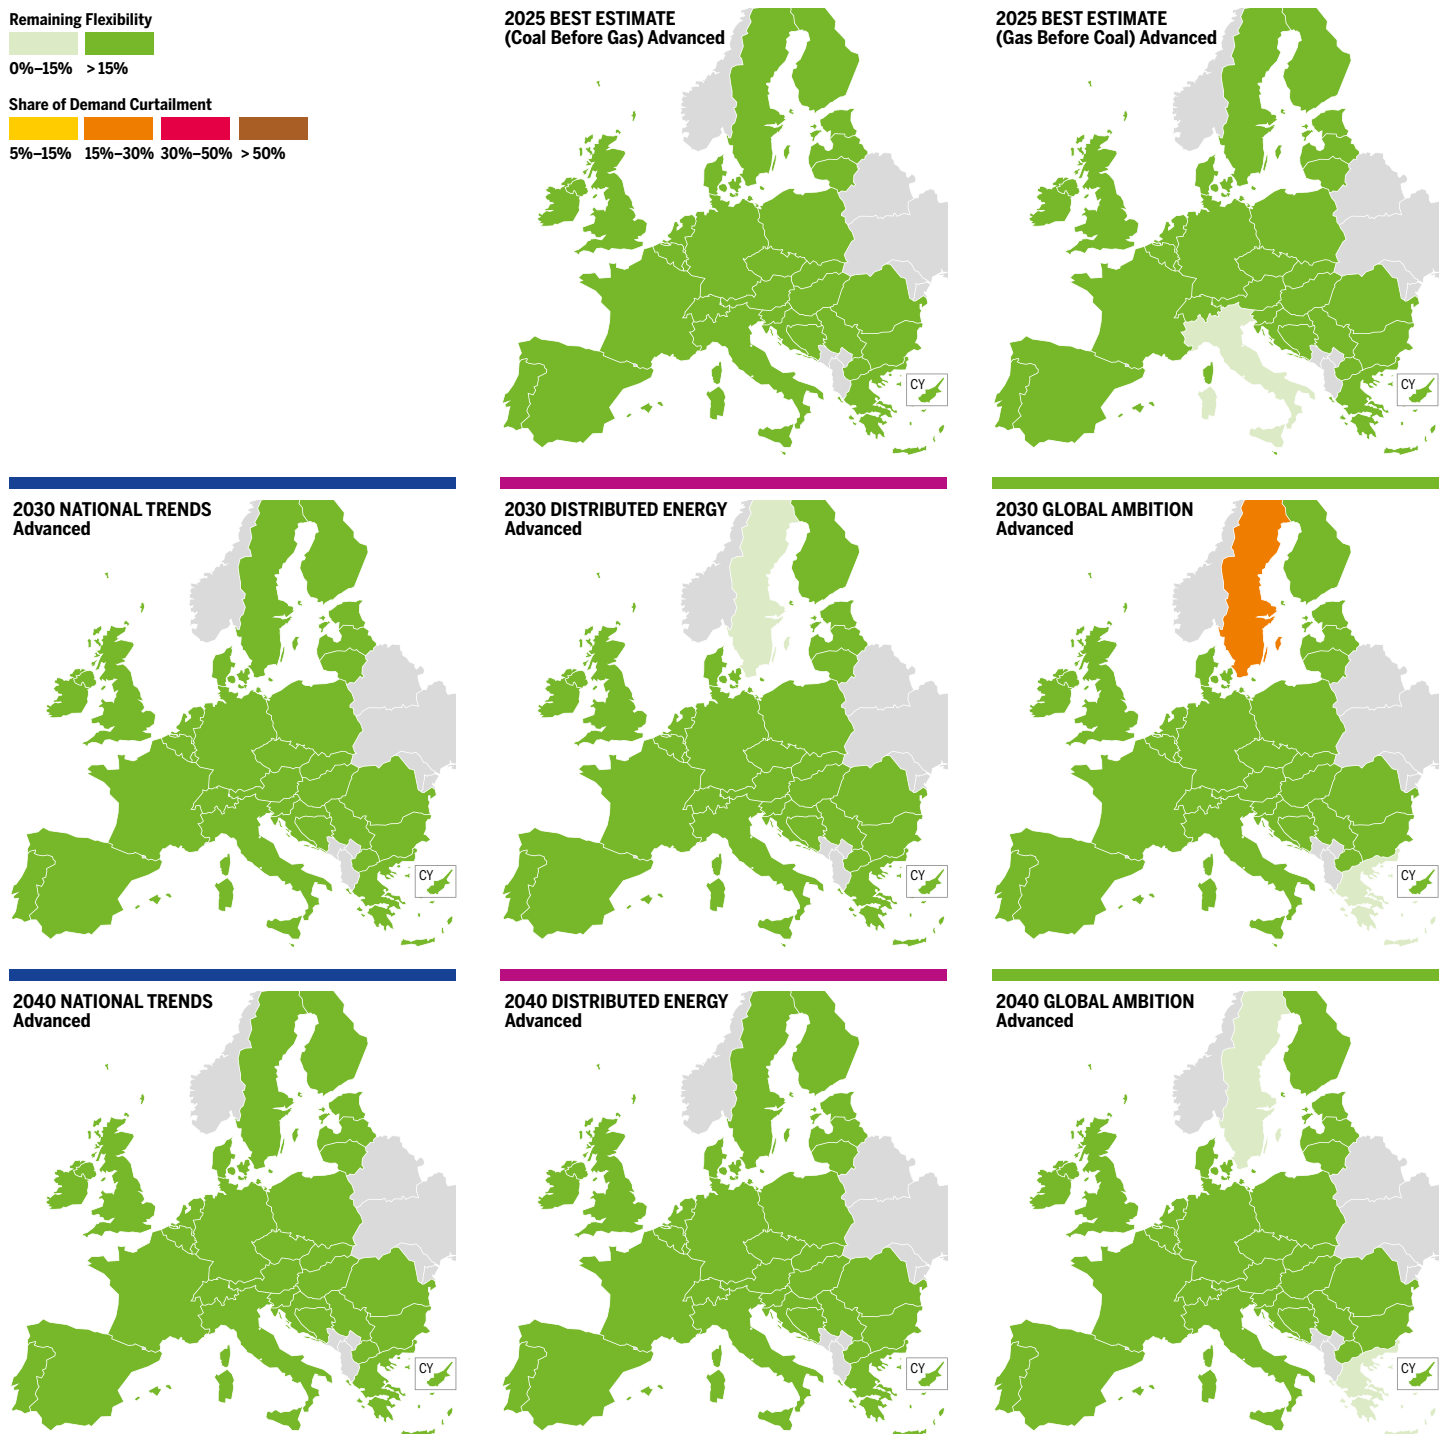 Remaining Flexibility
0%–15% > 15%
Share of Demand Curtailment
5%–15% 15%–30% 30%–50% > 50%
2025 BEST ESTIMATE
(Coal Before Gas) Advanced
CY
2025 BEST ESTIMATE
(Gas Before Coal) Advanced
CY
2030 NATIONAL TRENDS
Advanced
CY
2030 DISTRIBUTED ENERGY
Advanced
CY
2030 GLOBAL AMBITION
Advanced
CY
2040 NATIONAL TRENDS
Advanced
CY
2040 DISTRIBUTED ENERGY
Advanced
CY
2040 GLOBAL AMBITION
Advanced
CY